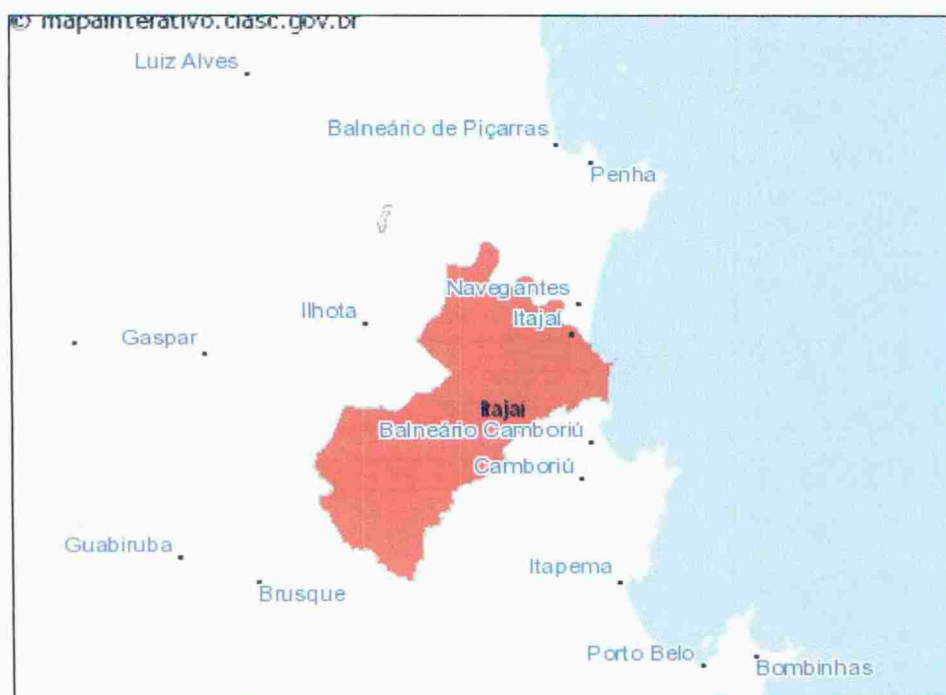 © mapainterativo.ciasc.gov.br
Luiz Alves
Balneário de Piçarras
Penha
Navegantes
Ilhota
Itajaí
Gaspar
Itajaí
Balneário Camboriú
Camboriú
Guabiruba
Itapema
Brusque
Porto Belo
Bombinhas